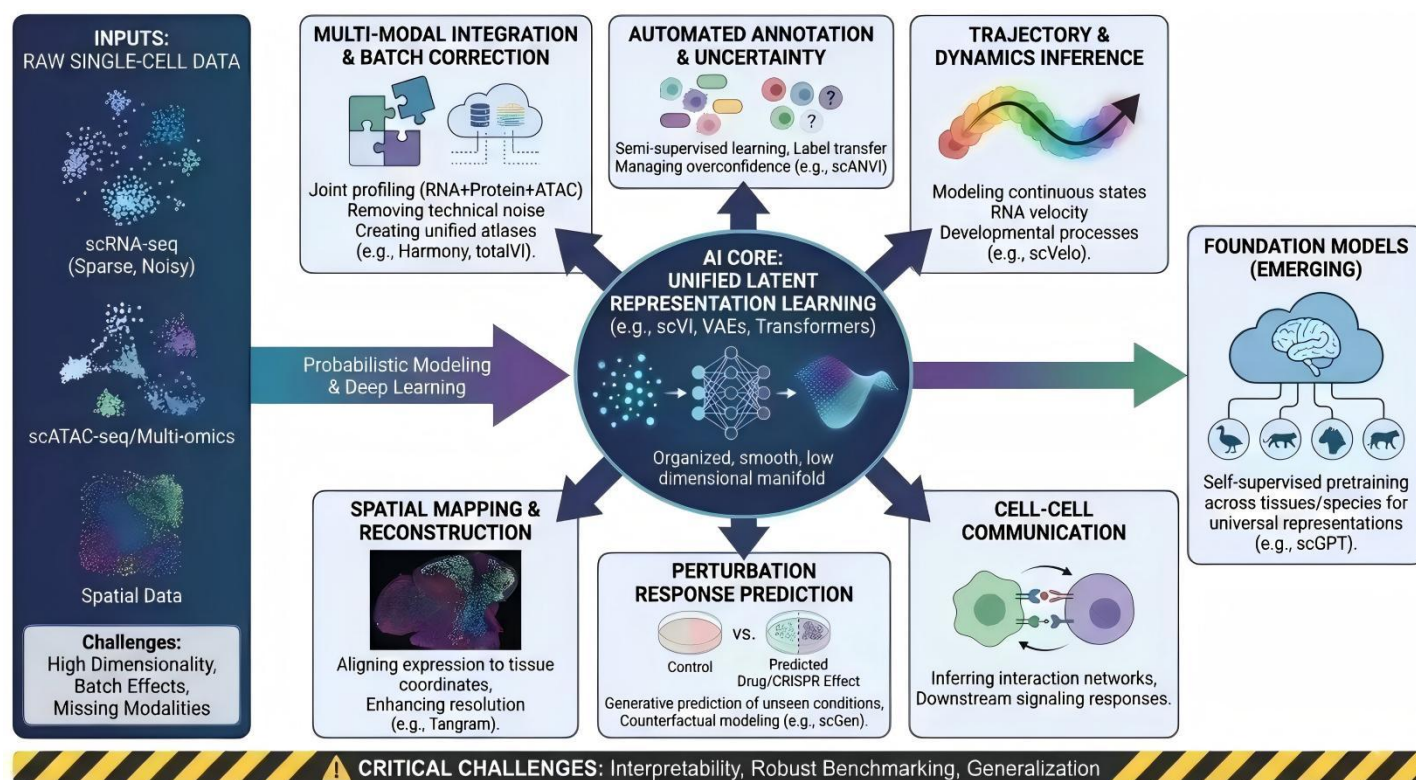 INPUTS:
RAW SINGLE-CELL DATA
scRNA-seq
(Sparse, Noisy)
scATAC-seq/Multi-omics
Spatial Data
Challenges:
High Dimensionality,
Batch Effects,
Missing Modalities
Probabilistic Modeling
& Deep Learning
MULTI-MODAL INTEGRATION
& BATCH CORRECTION
Joint profiling (RNA+Protein+ATAC)
Removing technical noise
Creating unified atlases
(e.g., Harmony, totalVI).
AUTOMATED ANNOTATION
& UNCERTAINTY
?
?
Semi-supervised learning, Label transfer
Managing overconfidence (e.g., scANVI)
TRAJECTORY &
DYNAMICS INFERENCE
Modeling continuous states
RNA velocity
Developmental processes
(e.g., scVelo).
AI CORE:
UNIFIED LATENT
REPRESENTATION LEARNING
(e.g., scVI, VAEs, Transformers)
Organized, smooth, low
dimensional manifold
FOUNDATION MODELS
(EMERGING)
Self-supervised pretraining
across tissues/species for
universal representations
(e.g., scGPT).
SPATIAL MAPPING &
RECONSTRUCTION
Aligning expression to tissue
coordinates,
Enhancing resolution
(e.g., Tangram).
PERTURBATION
RESPONSE PREDICTION
vs.
Control
Predicted
Drug/CRISPR Effect
Generative prediction of unseen conditions,
Counterfactual modeling (e.g., scGen).
CELL-CELL
COMMUNICATION
Inferring interaction networks,
Downstream signaling responses.
CRITICAL CHALLENGES: Interpretability, Robust Benchmarking, Generalization